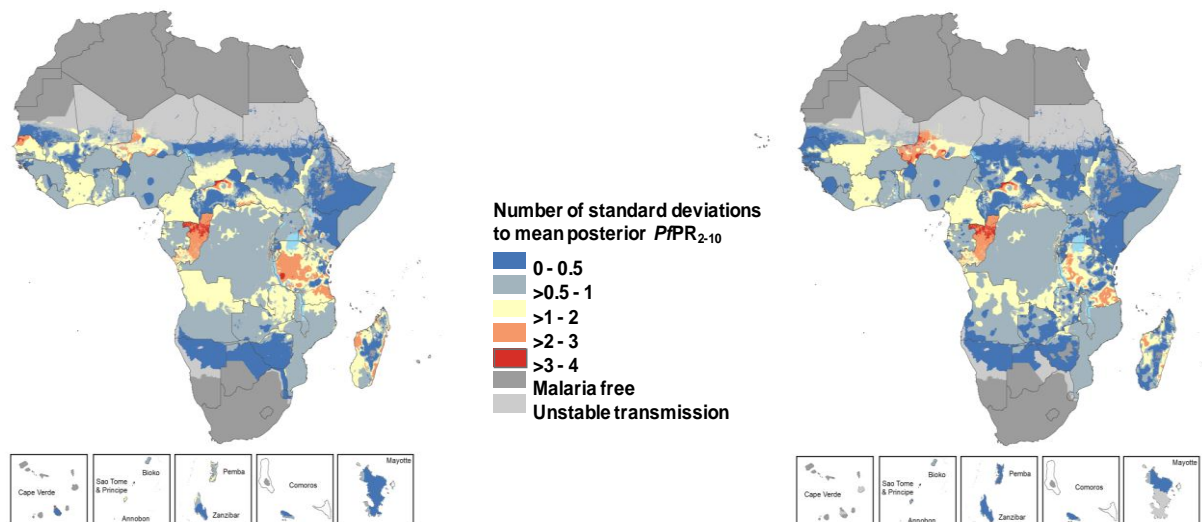 Number of standard deviations
to mean posterior PfPR2-10
0 - 0.5
>0.5 - 1
>1 - 2
>2 - 3
>3 - 4
Malaria free
Unstable transmission
Cape Verde
Bioko
Sao Tome
& Principe
Annobon
Pemba
Zanzibar
Comoros
Mayotte
Cape Verde
Bioko
Sao Tome
& Principe
Annobon
Pemba
Zanzibar
Comoros
Mayotte